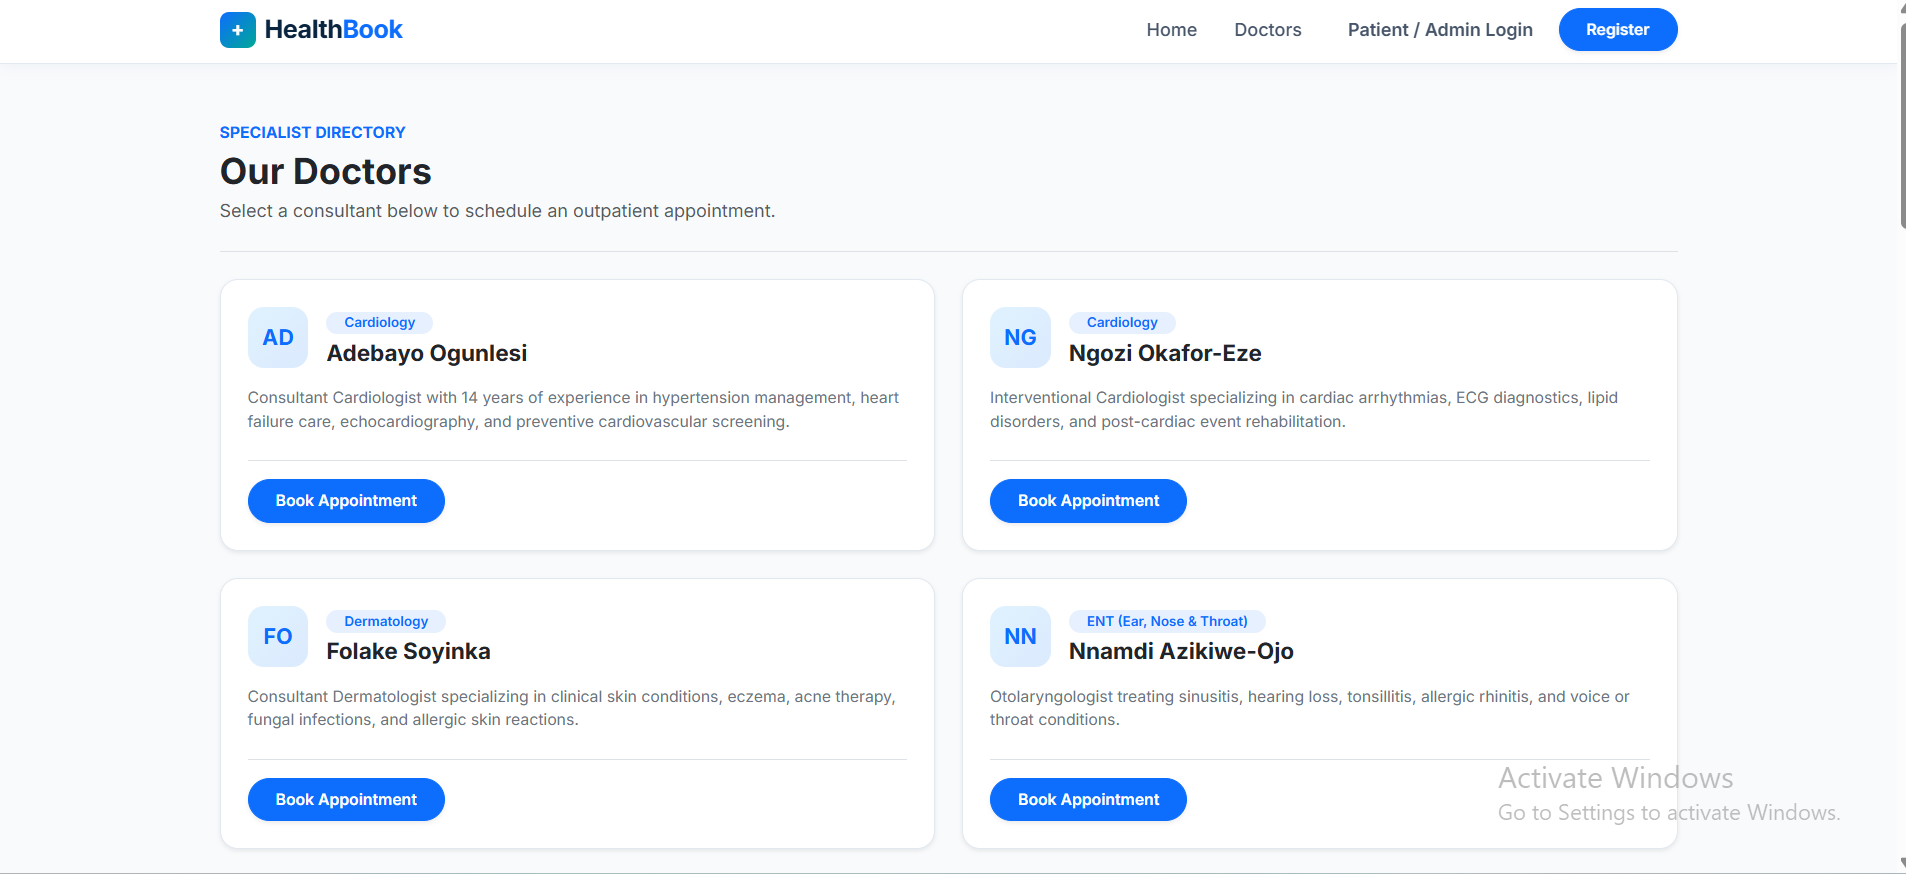 + HealthBook
Home Doctors Patient / Admin Login Register
SPECIALIST DIRECTORY
Our Doctors
Select a consultant below to schedule an outpatient appointment.
AD
Cardiology
Adebayo Ogunlesi
Consultant Cardiologist with 14 years of experience in hypertension management, heart
failure care, echocardiography, and preventive cardiovascular screening.
Book Appointment
NG
Cardiology
Ngozi Okafor-Eze
Interventional Cardiologist specializing in cardiac arrhythmias, ECG diagnostics, lipid
disorders, and post-cardiac event rehabilitation.
Book Appointment
FO
Dermatology
Folake Soyinka
Consultant Dermatologist specializing in clinical skin conditions, eczema, acne therapy,
fungal infections, and allergic skin reactions.
Book Appointment
NN
ENT (Ear, Nose & Throat)
Nnamdi Azikiwe-Ojo
Otolaryngologist treating sinusitis, hearing loss, tonsillitis, allergic rhinitis, and voice or
throat conditions.
Book Appointment
Activate Windows
Go to Settings to activate Windows.